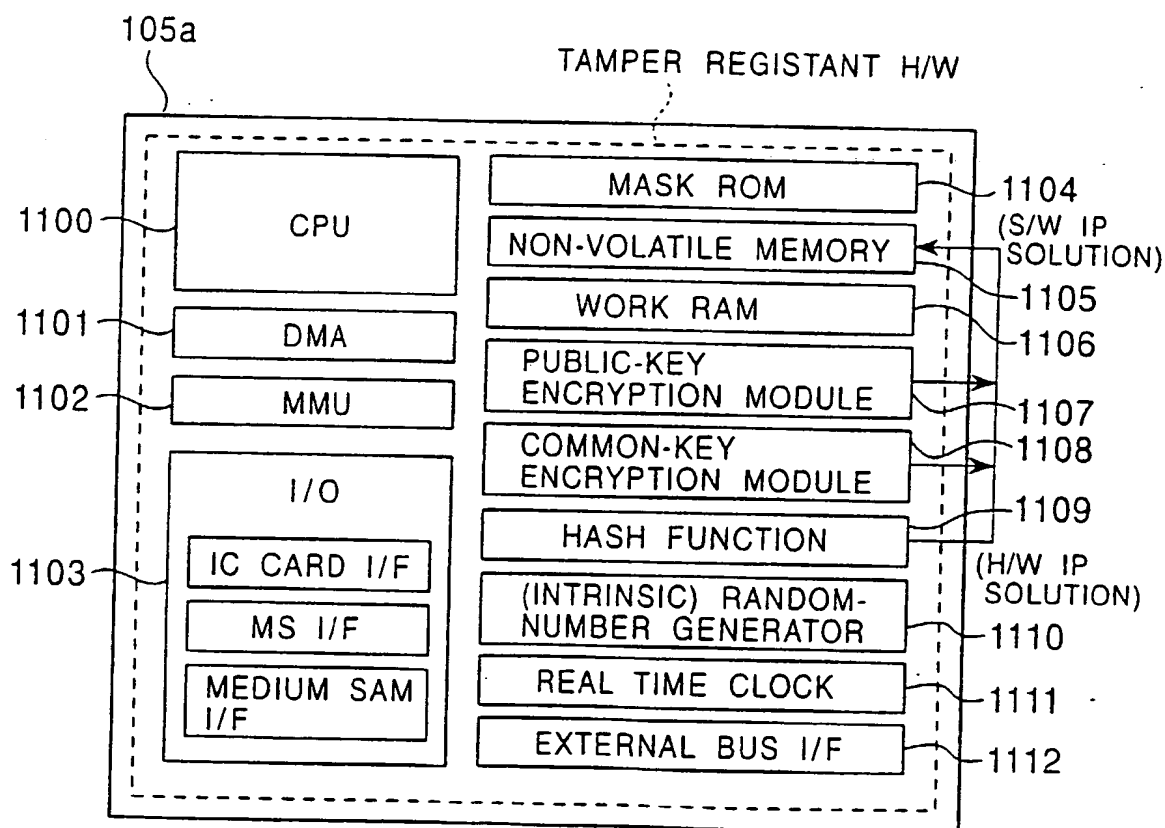 105a
TAMPER REGISTANT H/W
1100
CPU
1101
DMA
1102
MMU
1103
I/O
IC CARD I/F
MS I/F
MEDIUM SAM
I/F
MASK ROM
1104
NON-VOLATILE MEMORY
1105
(S/W IP
SOLUTION)
WORK RAM
1106
PUBLIC-KEY
ENCRYPTION MODULE
1107
COMMON-KEY
ENCRYPTION MODULE
1108
HASH FUNCTION
1109
(H/W IP
SOLUTION)
(INTRINSIC) RANDOM-
NUMBER GENERATOR
1110
REAL TIME CLOCK
1111
EXTERNAL BUS I/F
1112